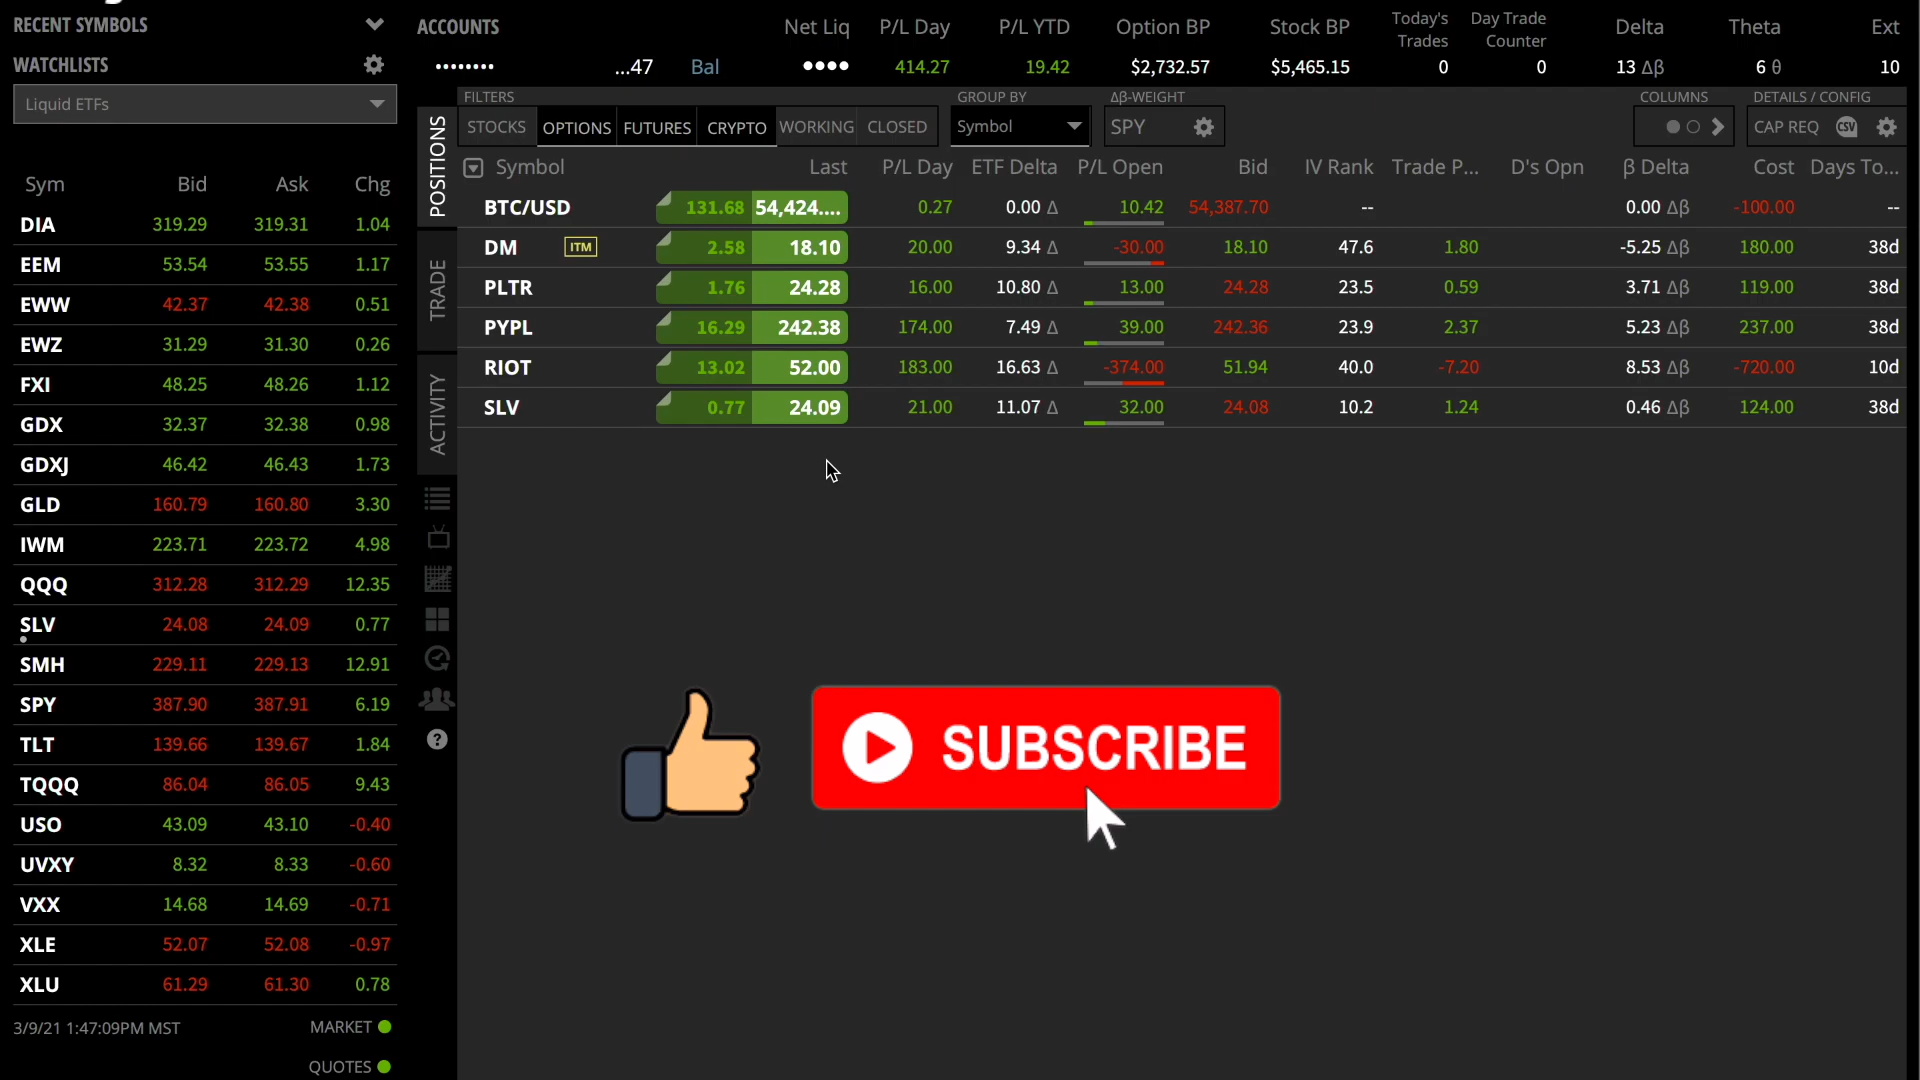 RECENT SYMBOLS
WATCHLISTS
Liquid ETFs
Sym Bid Ask Chg
DIA 319.29 319.31 1.04
EEM 53.54 53.55 1.17
EWW 42.37 42.38 0.51
EWZ 31.29 31.30 0.26
FXI 48.25 48.26 1.12
GDX 32.37 32.38 0.98
GDXJ 46.42 46.43 1.73
GLD 160.79 160.80 3.30
IWM 223.71 223.72 4.98
QQQ 312.28 312.29 12.35
SLV 24.08 24.09 0.77
SMH 229.11 229.13 12.91
SPY 387.90 387.91 6.19
TLT 139.66 139.67 1.84
TQQQ 86.04 86.05 9.43
USO 43.09 43.10 -0.40
UVXY 8.32 8.33 -0.60
VXX 14.68 14.69 -0.71
XLE 52.07 52.08 -0.97
XLU 61.29 61.30 0.78
3/9/21 1:47:09PM MST MARKET
QUOTES
ACCOUNTS Net Liq P/L Day P/L YTD Option BP Stock BP Today's Trades Day Trade Counter Delta Theta Ext
...47 Bal 414.27 19.42 $2,732.57 $5,465.15 0 0 13 Δβ 6 θ 10
POSITIONS
TRADE
ACTIVITY
FILTERS GROUP BY Δβ-WEIGHT COLUMNS DETAILS / CONFIG
STOCKS OPTIONS FUTURES CRYPTO WORKING CLOSED Symbol SPY CAP REQ CSV
Symbol Last P/L Day ETF Delta P/L Open Bid IV Rank Trade P... D's Opn β Delta Cost Days To...
BTC/USD 131.68 54,424.... 0.27 0.00 Δ 10.42 54,387.70 -- 0.00 Δβ -100.00 --
DM ITM 2.58 18.10 20.00 9.34 Δ -30.00 18.10 47.6 1.80 -5.25 Δβ 180.00 38d
PLTR 1.76 24.28 16.00 10.80 Δ 13.00 24.28 23.5 0.59 3.71 Δβ 119.00 38d
PYPL 16.29 242.38 174.00 7.49 Δ 39.00 242.36 23.9 2.37 5.23 Δβ 237.00 38d
RIOT 13.02 52.00 183.00 16.63 Δ -374.00 51.94 40.0 -7.20 8.53 Δβ -720.00 10d
SLV 0.77 24.09 21.00 11.07 Δ 32.00 24.08 10.2 1.24 0.46 Δβ 124.00 38d
?
SUBSCRIBE